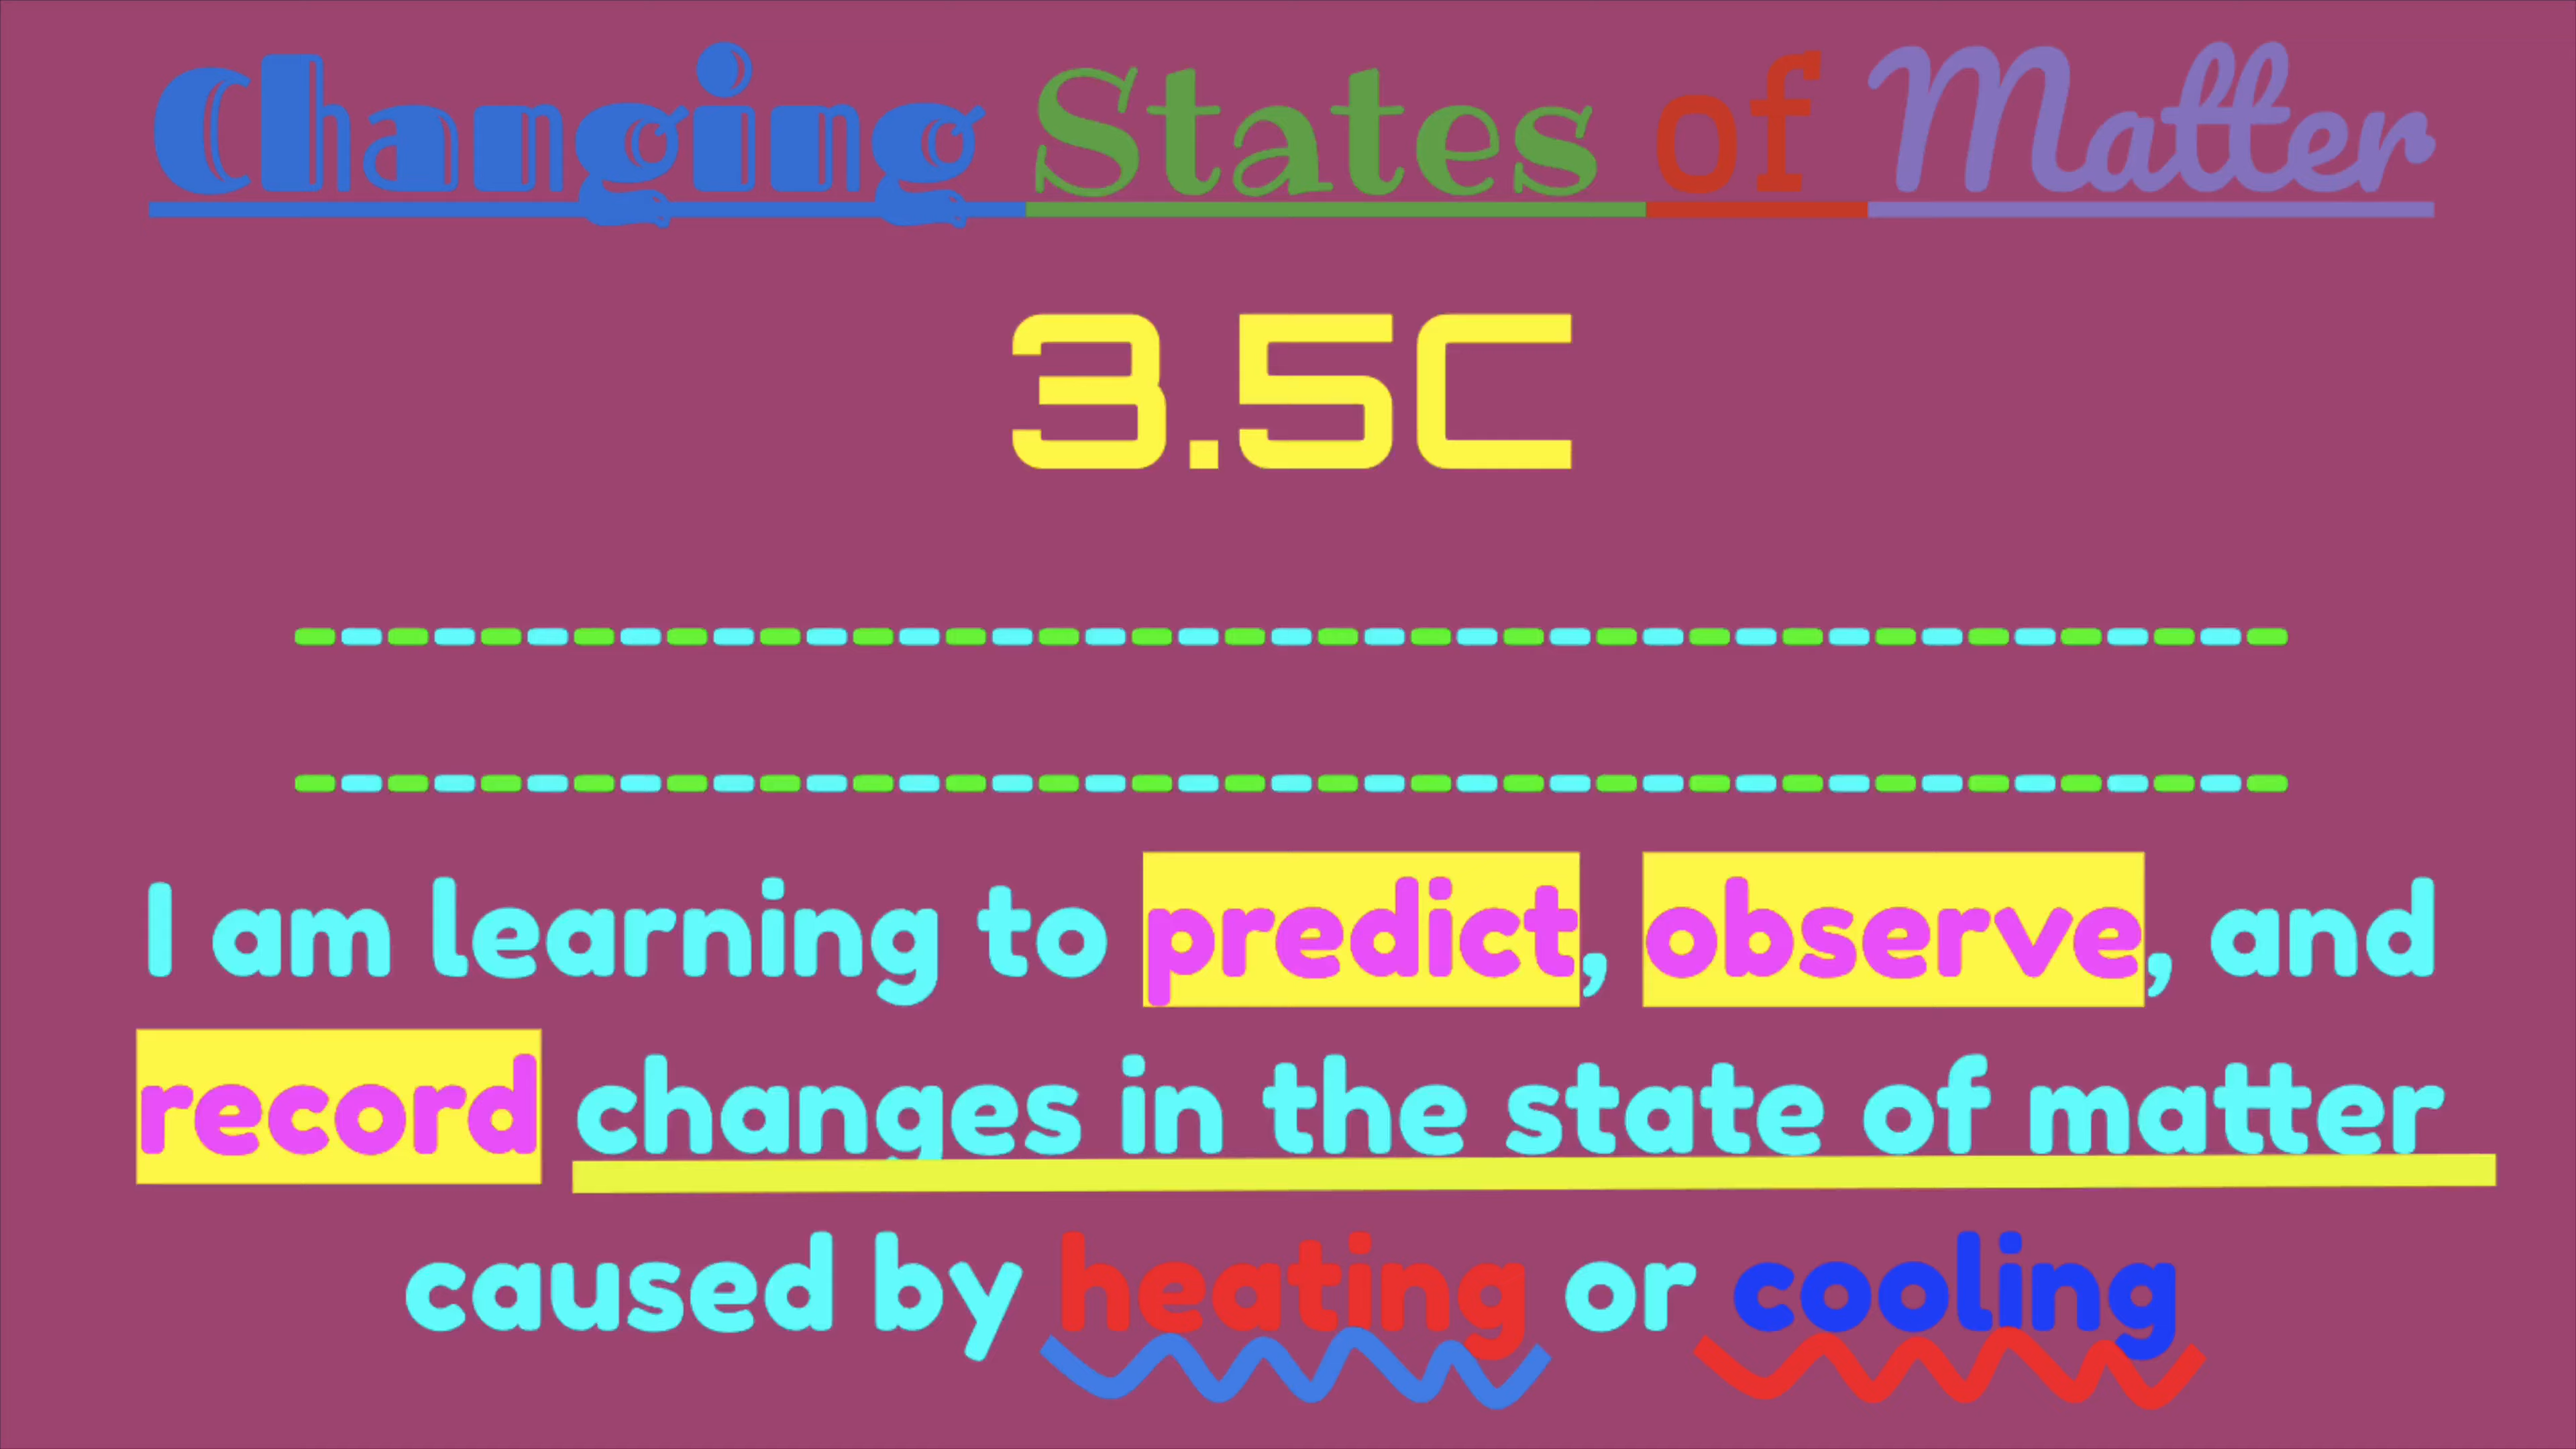 Changing States of Matter
3.5C
I am learning to predict, observe, and
record changes in the state of matter
caused by heating or cooling